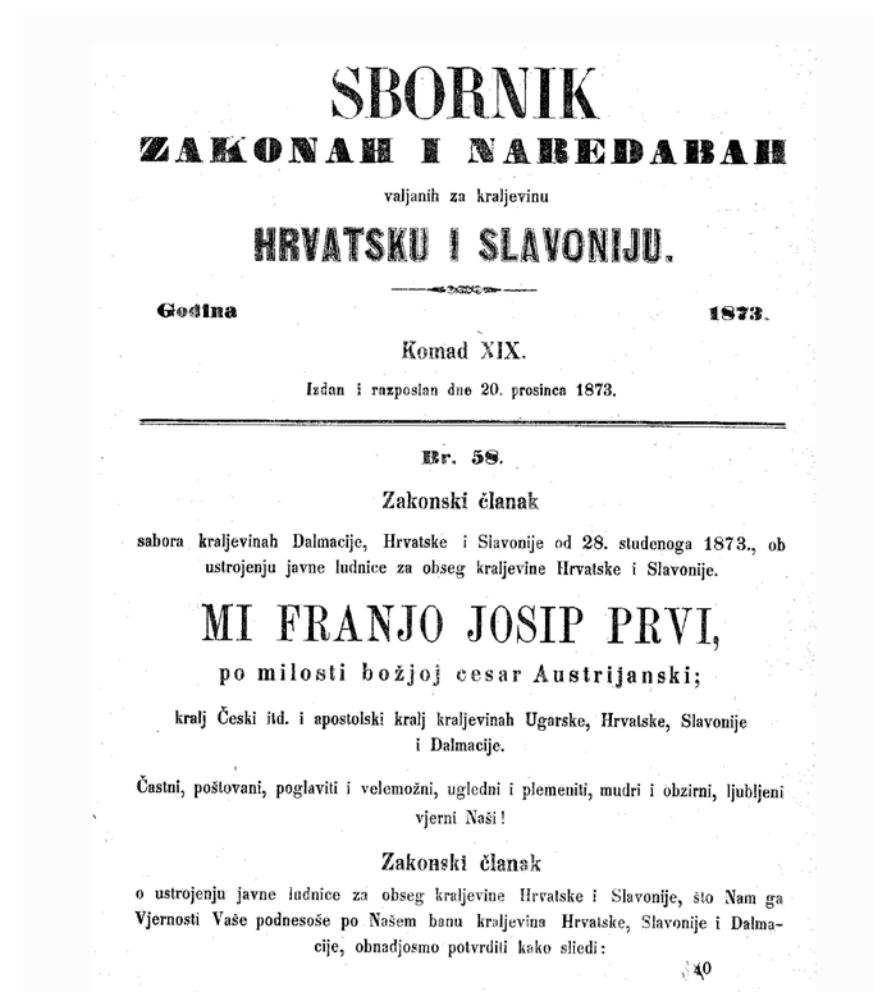 SBORNIK
ZAKONAH I NAREDABAH
valjanih za kraljevinu
HRVATSKU I SLAVONIJU.
Godina 1873.
Komad XIX.
Izdan i razposlan dne 20. prosinca 1873.
Br. 58.
Zakonski članak
sabora kraljevinah Dalmacije, Hrvatske i Slavonije od 28. studenoga 1873., ob
ustrojenju javne ludnice za obseg kraljevine Hrvatske i Slavonije.
MI FRANJO JOSIP PRVI,
po milosti božjoj cesar Austrijanski;
kralj Česki itd. i apostolski kralj kraljevinah Ugarske, Hrvatske, Slavonije
i Dalmacije.
Častni, poštovani, poglaviti i velemožni, ugledni i plemeniti, mudri i obzirni, ljubljeni
vjerni Naši!
Zakonski članak
o ustrojenju javne ludnice za obseg kraljevine Hrvatske i Slavonije, što Nam ga
Vjernosti Vaše podnesoše po Našem banu kraljevina Hrvatske, Slavonije i Dalma-
cije, obnadjosmo potvrditi kako sliedi:
40